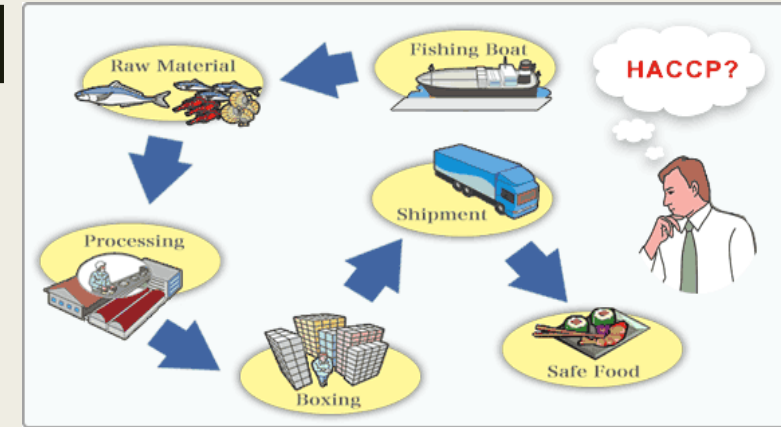 Fishing Boat
HACCP?
Raw Material
Shipment
Processing
Boxing
Safe Food